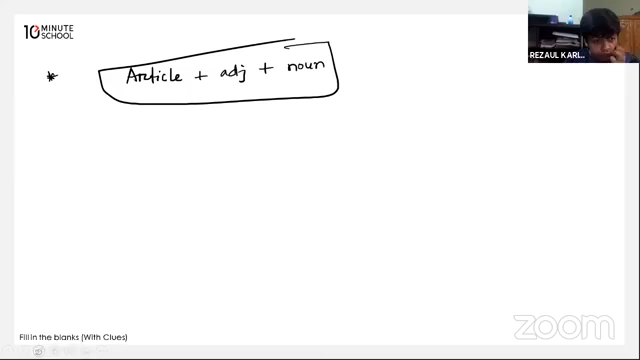 10 MINUTE
SCHOOL
* Article + adj + noun
REZAUL KARI...
Fill in the blanks (With Clues)
zoom